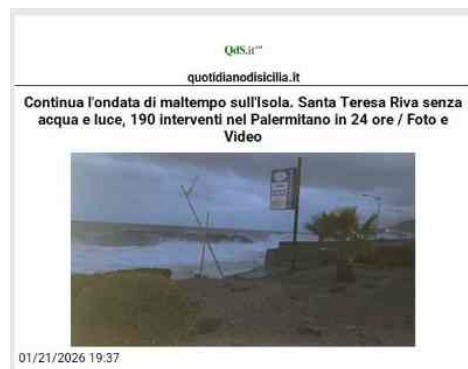 QdS.it
quotidianodisicilia.it
Continua l'ondata di maltempo sull'Isola. Santa Teresa Riva senza
acqua e luce, 190 interventi nel Palermitano in 24 ore / Foto e
Video
01/21/2026 19:37